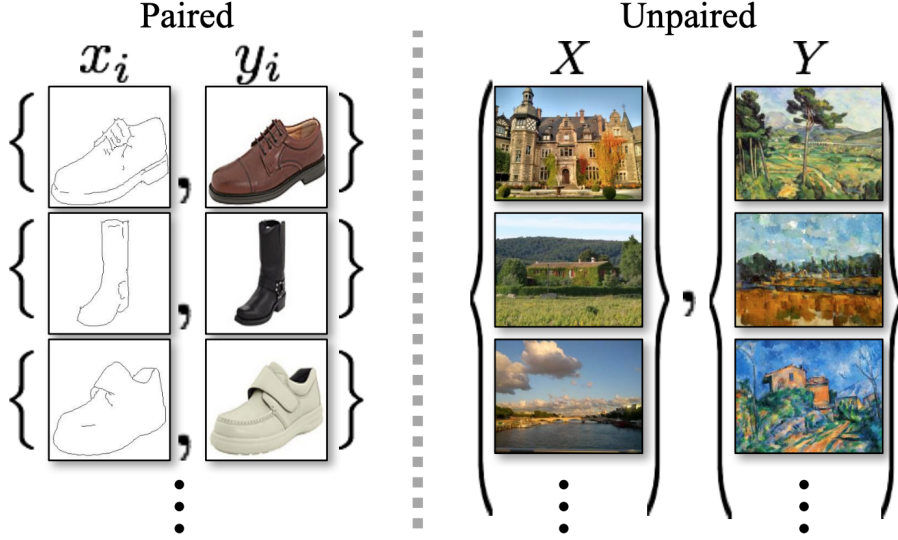 Paired
Unpaired
x_i y_i
X Y
{ , }
{ , }
{ , }
{ } , { }
⋮ ⋮ ⋮